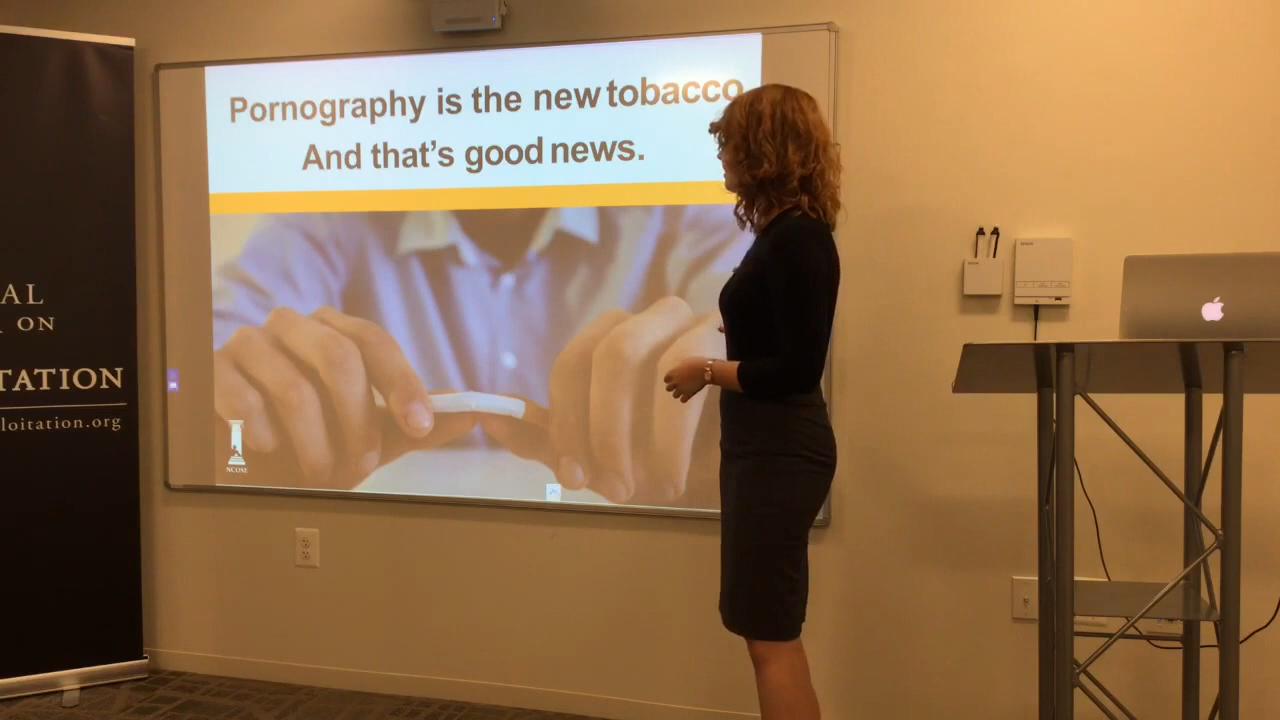 Pornography is the new tobacco
And that's good news.
AL
ON
TATION
loitation.org
NCOSE